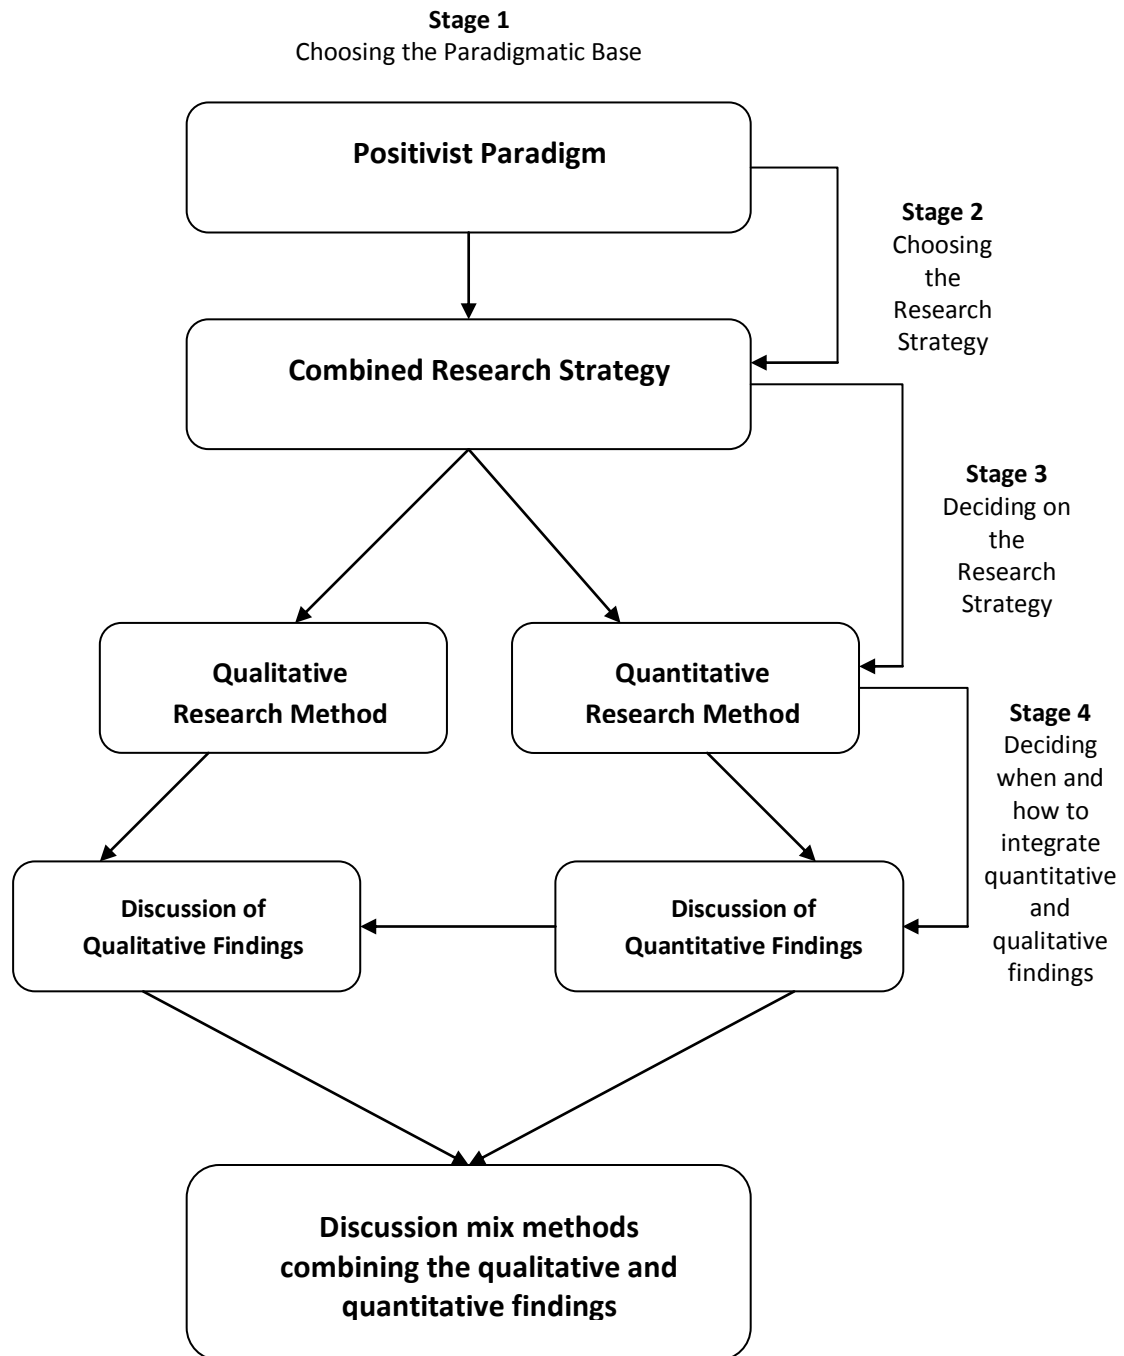 Stage 1
Choosing the Paradigmatic Base
Positivist Paradigm
Stage 2
Choosing
the
Research
Strategy
Combined Research Strategy
Stage 3
Deciding on
the
Research
Strategy
Qualitative
Research Method
Quantitative
Research Method
Stage 4
Deciding
when and
how to
integrate
quantitative
and
qualitative
findings
Discussion of
Qualitative Findings
Discussion of
Quantitative Findings
Discussion mix methods
combining the qualitative and
quantitative findings